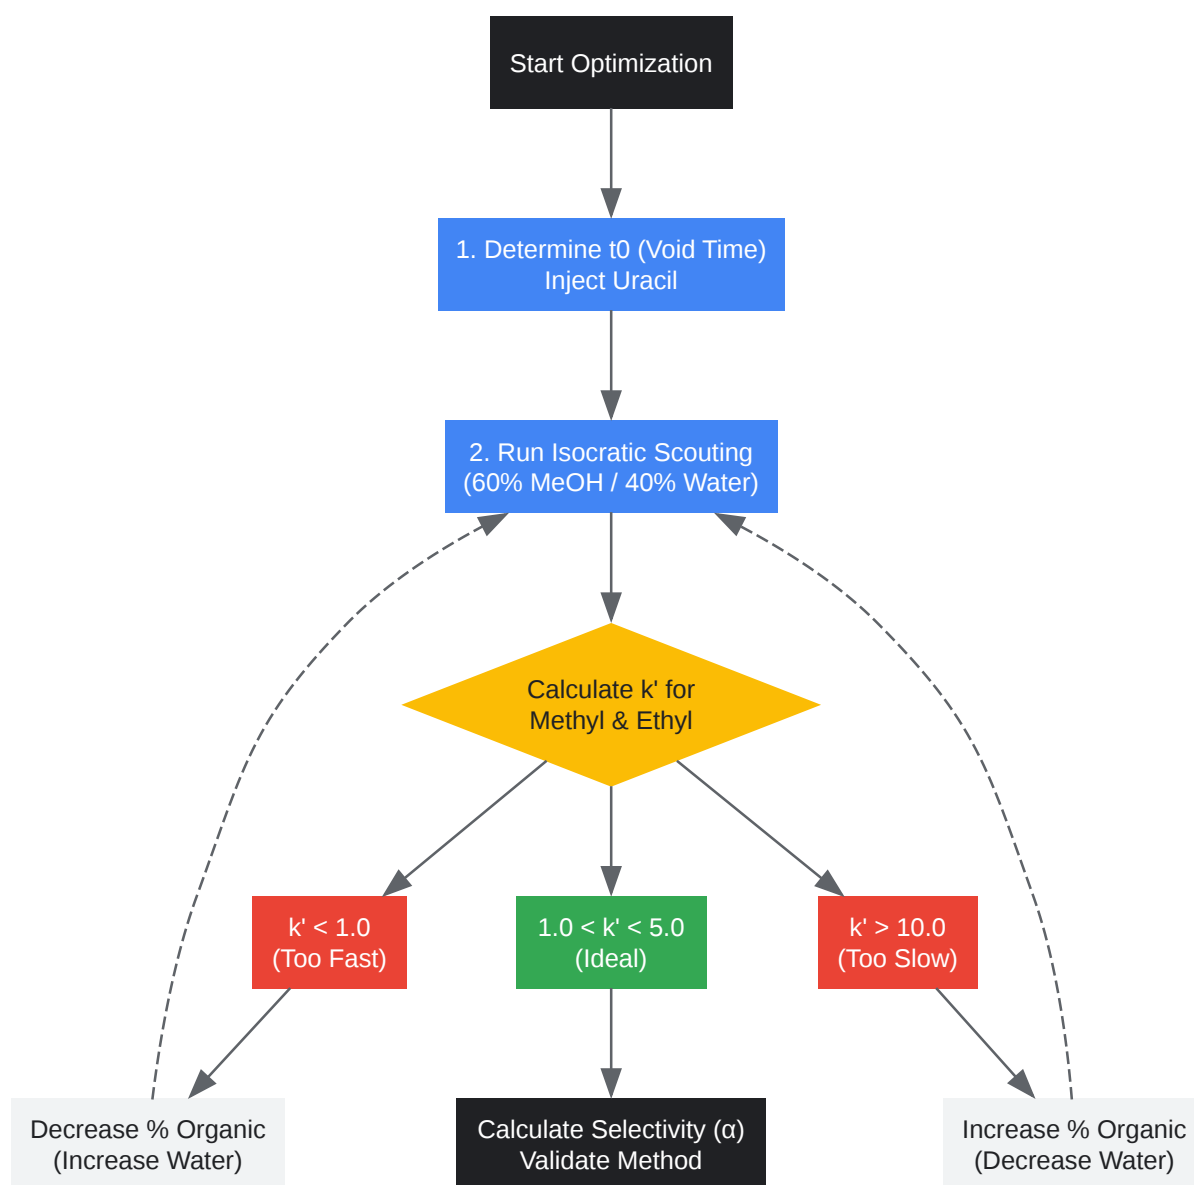 Start Optimization
1. Determine t0 (Void Time)
Inject Uracil
2. Run Isocratic Scouting
(60% MeOH / 40% Water)
Calculate k' for
Methyl & Ethyl
k' < 1.0
(Too Fast)
1.0 < k' < 5.0
(Ideal)
k' > 10.0
(Too Slow)
Decrease % Organic
(Increase Water)
Calculate Selectivity (α)
Validate Method
Increase % Organic
(Decrease Water)